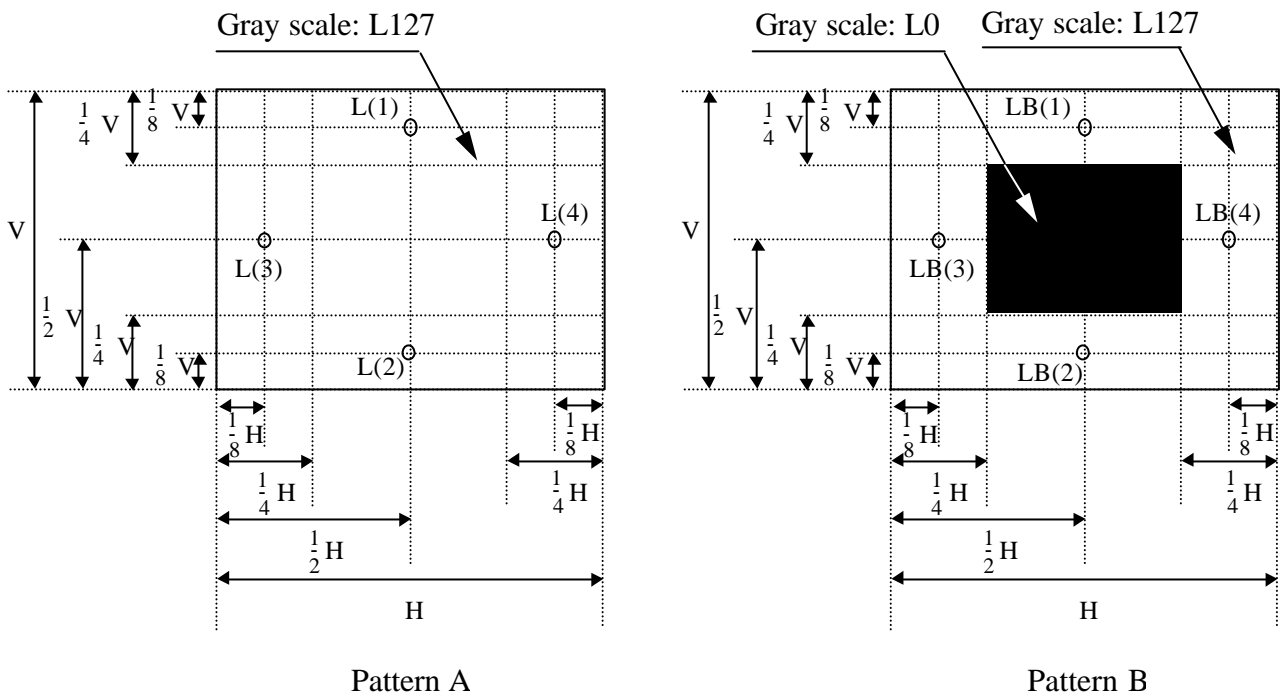 Gray scale: L127
1/4 V
1/8 V
L(1)
L(4)
V
L(3)
1/2 V
1/4 V
1/8 V
L(2)
1/8 H
1/8 H
1/4 H
1/4 H
1/2 H
H
Pattern A
Gray scale: L0
Gray scale: L127
1/4 V
1/8 V
LB(1)
LB(4)
V
LB(3)
1/2 V
1/4 V
1/8 V
LB(2)
1/8 H
1/8 H
1/4 H
1/4 H
1/2 H
H
Pattern B